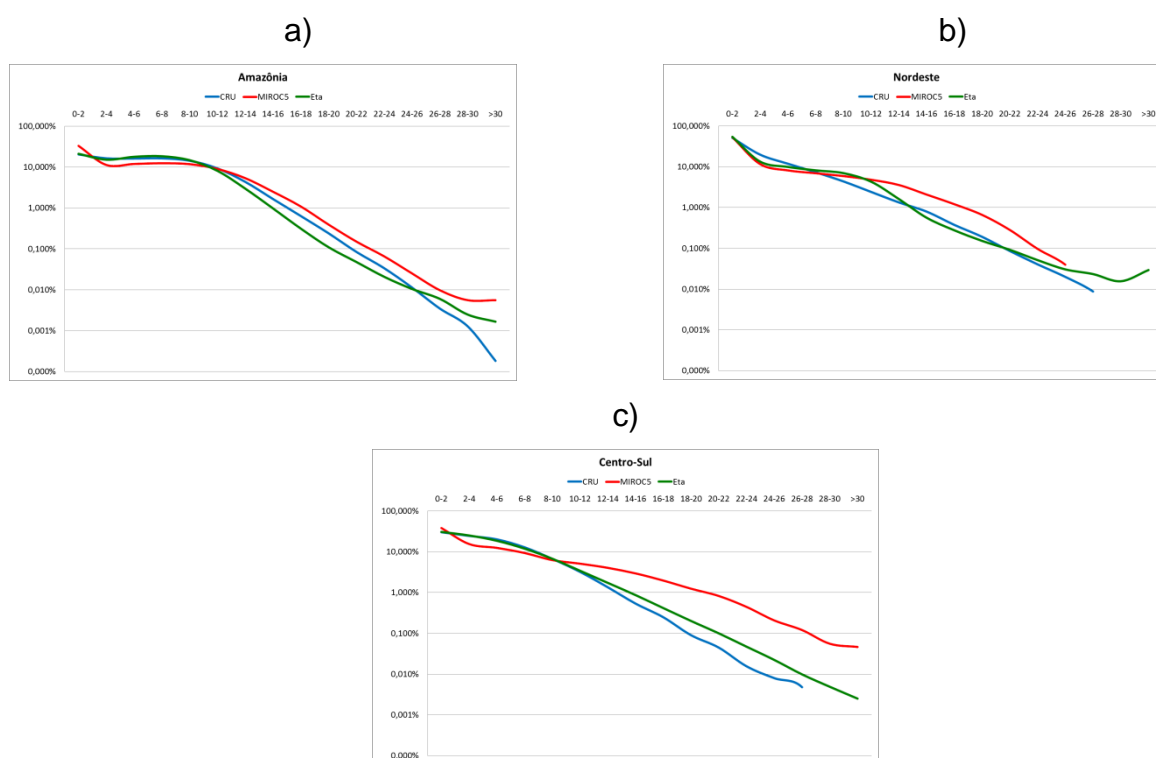 a)
Amazônia
CRU MIROC5 Eta
0-2 2-4 4-6 6-8 8-10 10-12 12-14 14-16 16-18 18-20 20-22 22-24 24-26 26-28 28-30 >30
100,000%
10,000%
1,000%
0,100%
0,010%
0,001%
0,000%
b)
Nordeste
CRU MIROC5 Eta
0-2 2-4 4-6 6-8 8-10 10-12 12-14 14-16 16-18 18-20 20-22 22-24 24-26 26-28 28-30 >30
100,000%
10,000%
1,000%
0,100%
0,010%
0,001%
0,000%
c)
Centro-Sul
CRU MIROC5 Eta
0-2 2-4 4-6 6-8 8-10 10-12 12-14 14-16 16-18 18-20 20-22 22-24 24-26 26-28 28-30 >30
100,000%
10,000%
1,000%
0,100%
0,010%
0,001%
0,000%